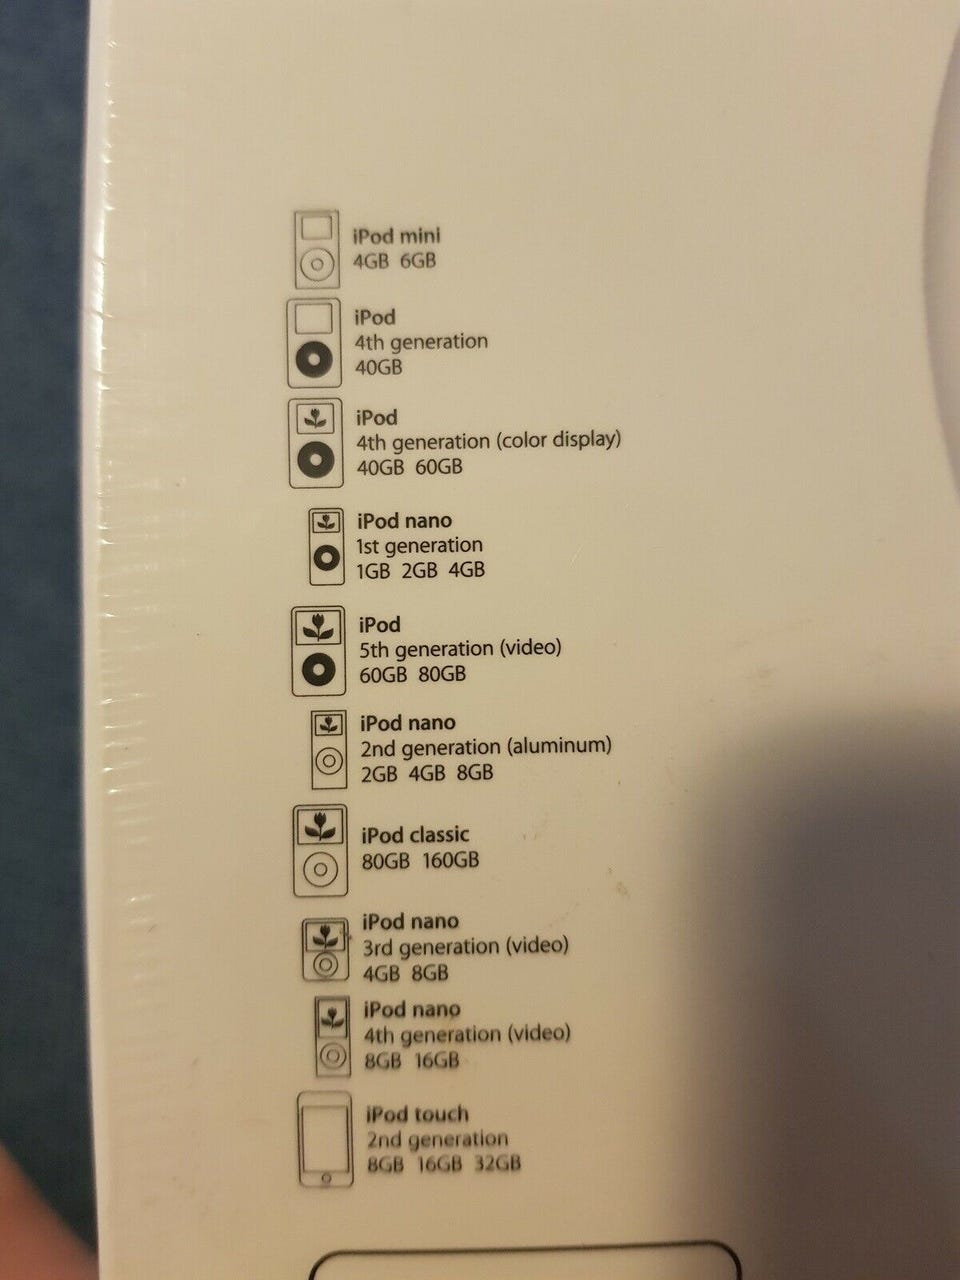 iPod mini
4GB 6GB
iPod
4th generation
40GB
iPod
4th generation (color display)
40GB 60GB
iPod nano
1st generation
1GB 2GB 4GB
iPod
5th generation (video)
60GB 80GB
iPod nano
2nd generation (aluminum)
2GB 4GB 8GB
iPod classic
80GB 160GB
iPod nano
3rd generation (video)
4GB 8GB
iPod nano
4th generation (video)
8GB 16GB
iPod touch
2nd generation
8GB 16GB 32GB